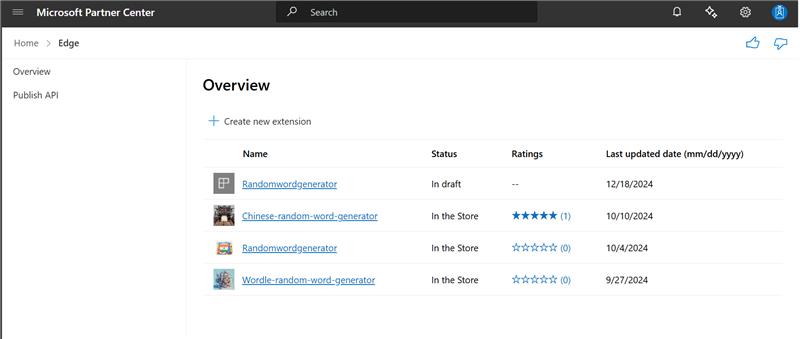 Microsoft Partner Center
Search
Home > Edge
Overview
Publish API
Overview
+ Create new extension
Name Status Ratings Last updated date (mm/dd/yyyy)
Randomwordgenerator In draft -- 12/18/2024
Chinese-random-word-generator In the Store ★★★★★ (1) 10/10/2024
Randomwordgenerator In the Store ☆☆☆☆☆ (0) 10/4/2024
Wordle-random-word-generator In the Store ☆☆☆☆☆ (0) 9/27/2024